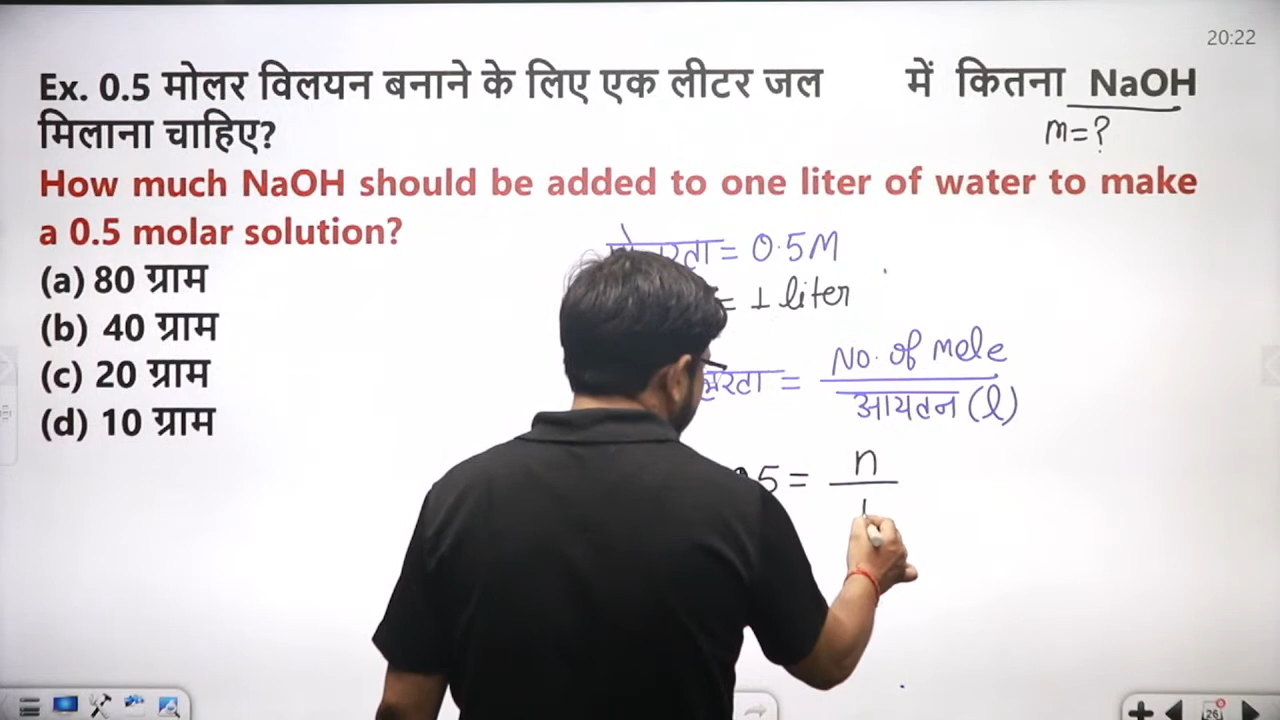 20:22
Ex. 0.5 मोलर विलयन बनाने के लिए एक लीटर जल में कितना NaOH
मिलाना चाहिए?
m=?
How much NaOH should be added to one liter of water to make
a 0.5 molar solution?
(a) 80 ग्राम
(b) 40 ग्राम
(c) 20 ग्राम
(d) 10 ग्राम
= 0.5M
= 1 liter
= No. of mole
आयतन (l)
5 = n
26